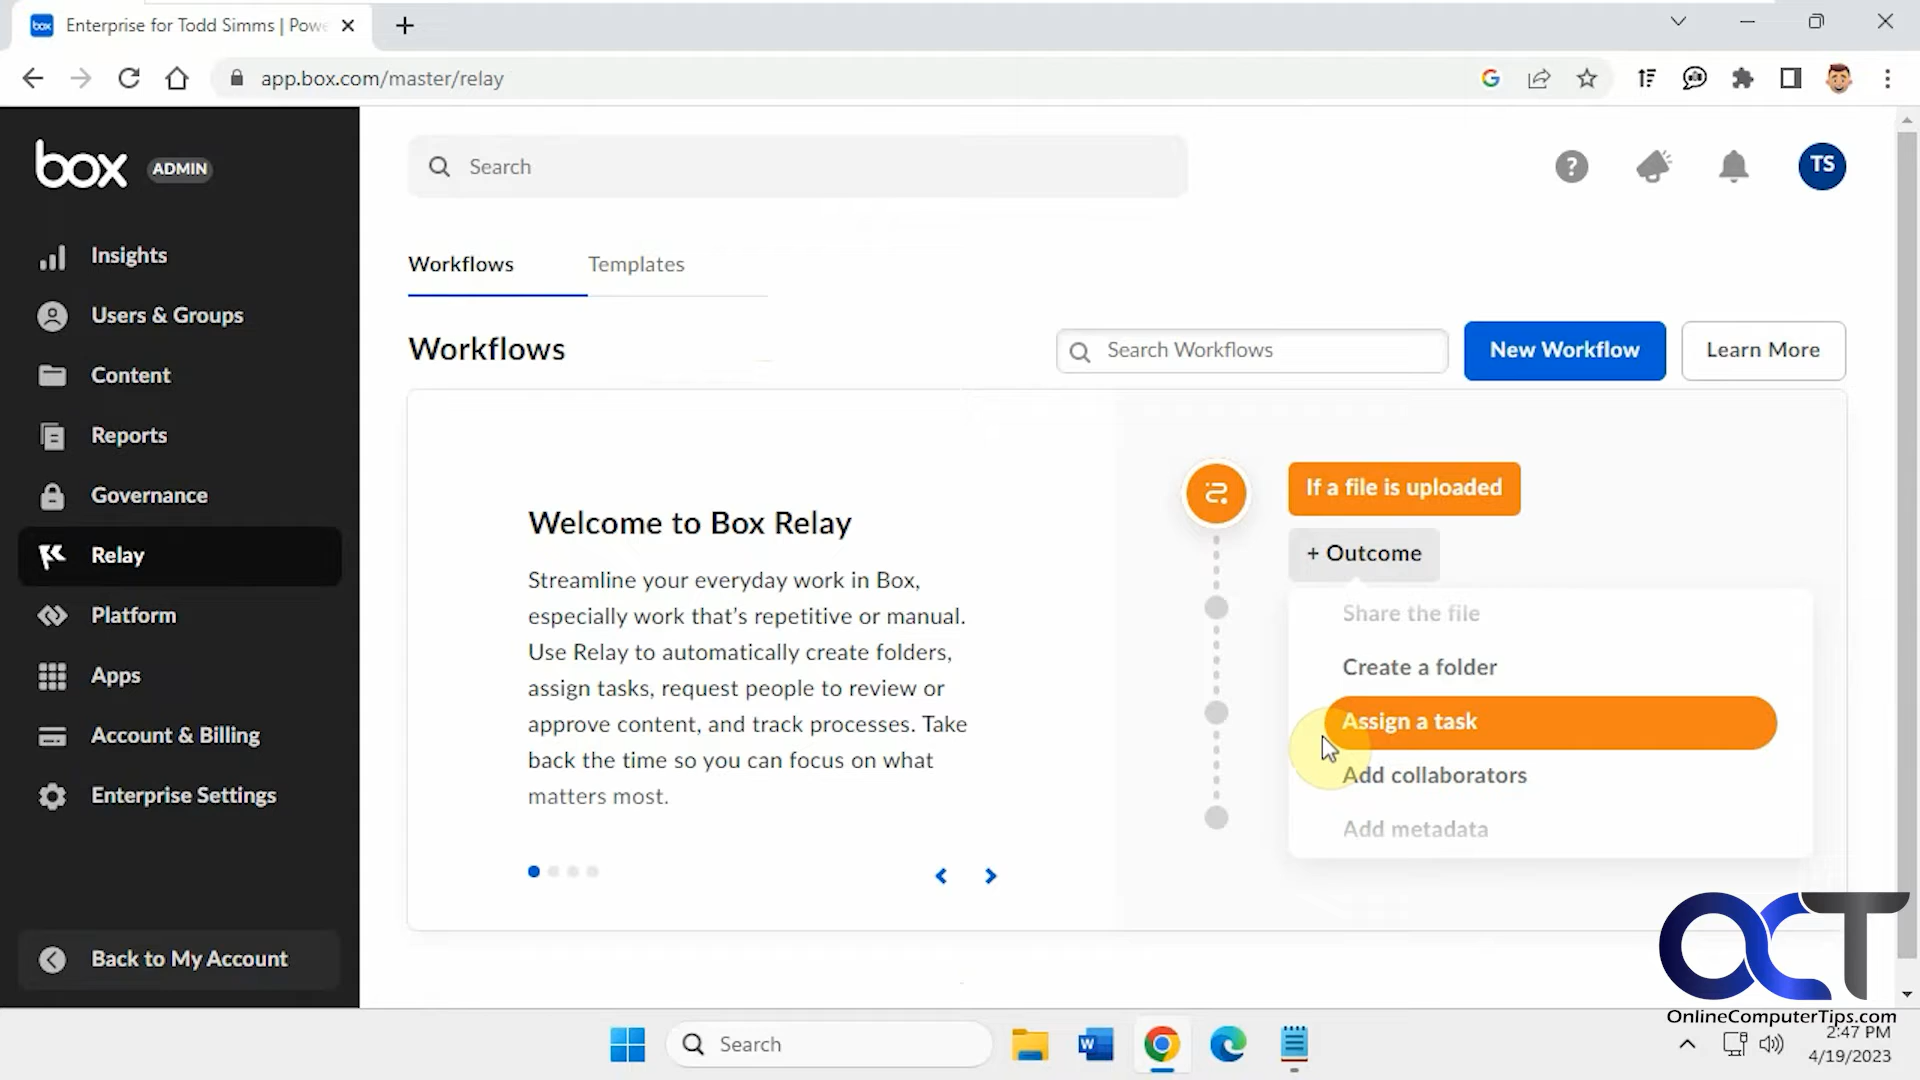 box
Enterprise for Todd Simms | Powe
app.box.com/master/relay
box
ADMIN
Insights
Users & Groups
Content
Reports
Governance
Relay
Platform
Apps
Account & Billing
Enterprise Settings
Back to My Account
Search
?
TS
Workflows
Templates
Workflows
Search Workflows
New Workflow
Learn More
Welcome to Box Relay
Streamline your everyday work in Box,
especially work that’s repetitive or manual.
Use Relay to automatically create folders,
assign tasks, request people to review or
approve content, and track processes. Take
back the time so you can focus on what
matters most.
If a file is uploaded
+ Outcome
Share the file
Create a folder
Assign a task
Add collaborators
Add metadata
OCT
OnlineComputerTips.com
Search
W
2:47 PM
4/19/2023